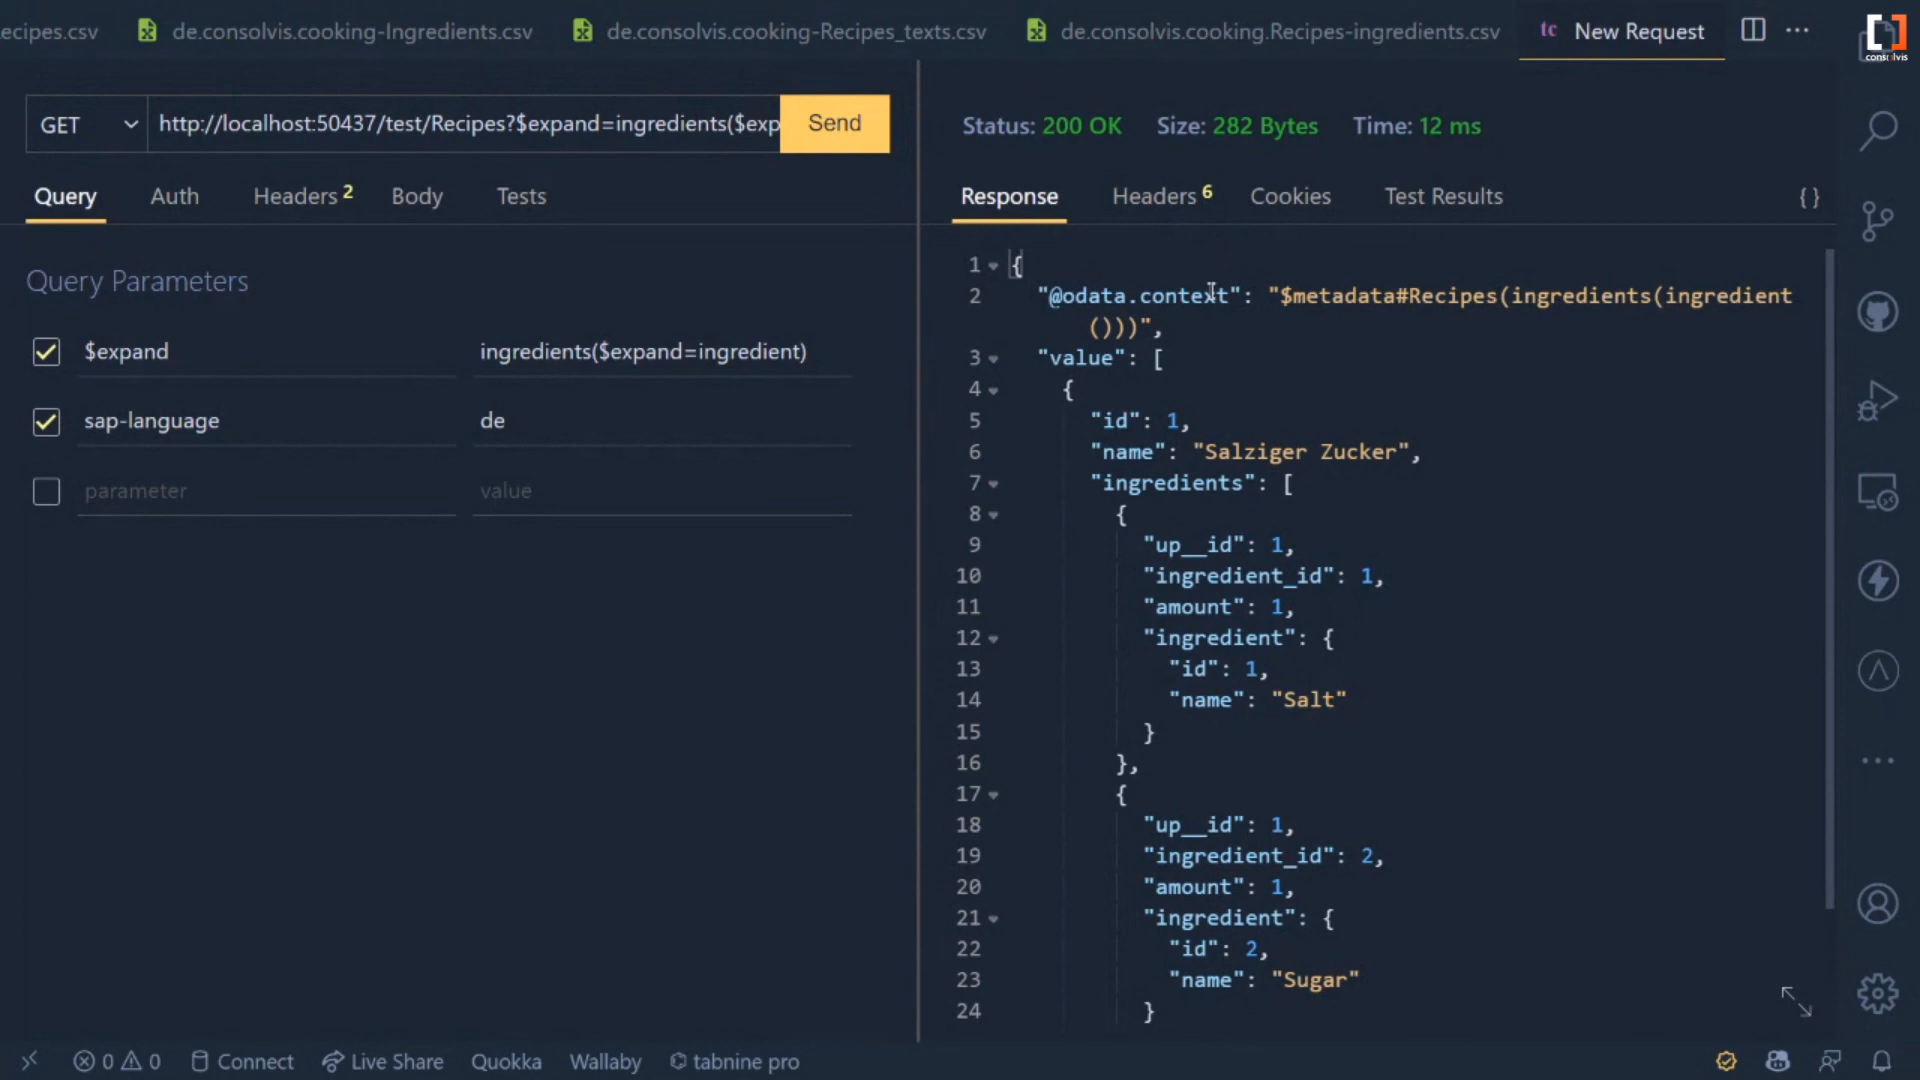 ecipes.csv
de.consolvis.cooking-Ingredients.csv
de.consolvis.cooking-Recipes_texts.csv
de.consolvis.cooking.Recipes-ingredients.csv
tc New Request
consolvis
GET
http://localhost:50437/test/Recipes?$expand=ingredients($exp
Send
Status: 200 OK Size: 282 Bytes Time: 12 ms
Query Auth Headers 2 Body Tests
Response Headers 6 Cookies Test Results {}
Query Parameters
$expand ingredients($expand=ingredient)
sap-language de
parameter value
1 {
2 "@odata.context": "$metadata#Recipes(ingredients(ingredient
()))",
3 "value": [
4 {
5 "id": 1,
6 "name": "Salziger Zucker",
7 "ingredients": [
8 {
9 "up__id": 1,
10 "ingredient_id": 1,
11 "amount": 1,
12 "ingredient": {
13 "id": 1,
14 "name": "Salt"
15 }
16 },
17 {
18 "up__id": 1,
19 "ingredient_id": 2,
20 "amount": 1,
21 "ingredient": {
22 "id": 2,
23 "name": "Sugar"
24 }
0 0 Connect Live Share Quokka Wallaby tabnine pro